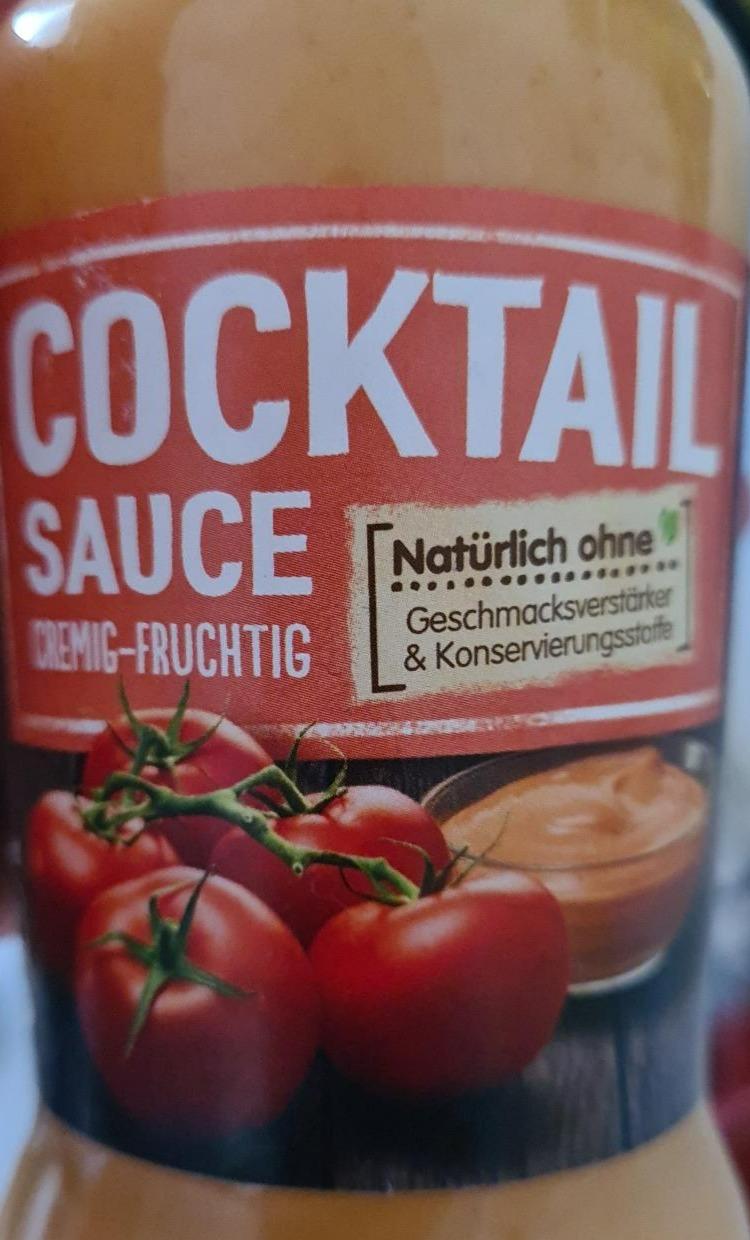 COCKTAIL
SAUCE
CREMIG-FRUCHTIG
Natürlich ohne
Geschmacksverstärker
& Konservierungsstoffe